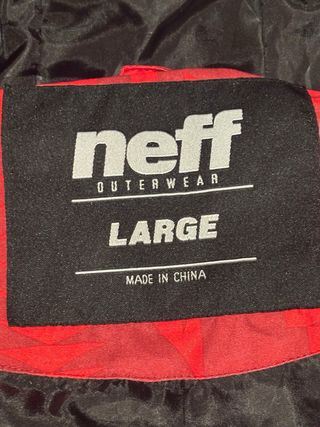 neff
OUTERWEAR
LARGE
MADE IN CHINA